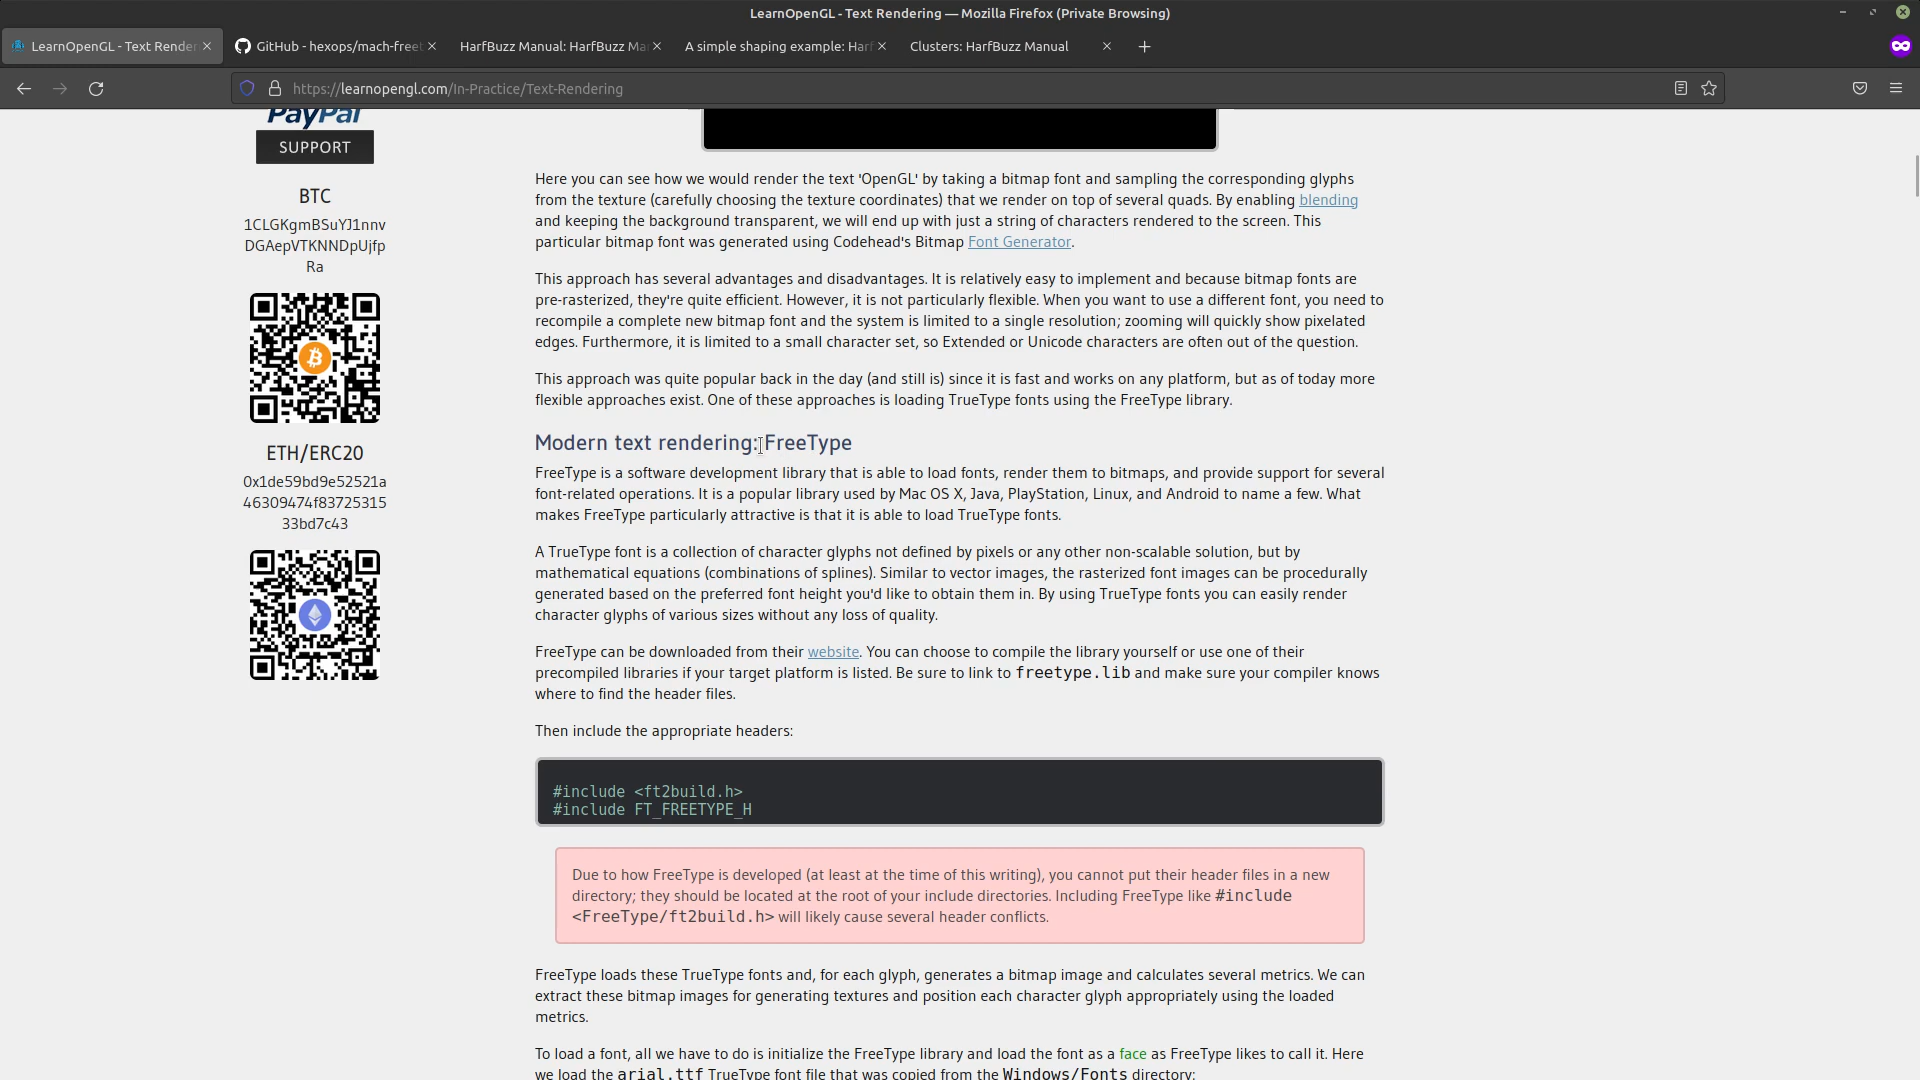 LearnOpenGL - Text Rendering — Mozilla Firefox (Private Browsing)
LearnOpenGL - Text Render
GitHub - hexops/mach-freet
HarfBuzz Manual: HarfBuzz Ma
A simple shaping example: Harf
Clusters: HarfBuzz Manual
https://learnopengl.com/In-Practice/Text-Rendering
PayPal
SUPPORT
BTC
1CLGKgmBSuYJ1nnv
DGAepVTKNNDpUjfp
Ra
ETH/ERC20
0x1de59bd9e52521a
46309474f83725315
33bd7c43
Here you can see how we would render the text 'OpenGL' by taking a bitmap font and sampling the corresponding glyphs
from the texture (carefully choosing the texture coordinates) that we render on top of several quads. By enabling blending
and keeping the background transparent, we will end up with just a string of characters rendered to the screen. This
particular bitmap font was generated using Codehead's Bitmap Font Generator.
This approach has several advantages and disadvantages. It is relatively easy to implement and because bitmap fonts are
pre-rasterized, they're quite efficient. However, it is not particularly flexible. When you want to use a different font, you need to
recompile a complete new bitmap font and the system is limited to a single resolution; zooming will quickly show pixelated
edges. Furthermore, it is limited to a small character set, so Extended or Unicode characters are often out of the question.
This approach was quite popular back in the day (and still is) since it is fast and works on any platform, but as of today more
flexible approaches exist. One of these approaches is loading TrueType fonts using the FreeType library.
Modern text rendering: FreeType
FreeType is a software development library that is able to load fonts, render them to bitmaps, and provide support for several
font-related operations. It is a popular library used by Mac OS X, Java, PlayStation, Linux, and Android to name a few. What
makes FreeType particularly attractive is that it is able to load TrueType fonts.
A TrueType font is a collection of character glyphs not defined by pixels or any other non-scalable solution, but by
mathematical equations (combinations of splines). Similar to vector images, the rasterized font images can be procedurally
generated based on the preferred font height you'd like to obtain them in. By using TrueType fonts you can easily render
character glyphs of various sizes without any loss of quality.
FreeType can be downloaded from their website. You can choose to compile the library yourself or use one of their
precompiled libraries if your target platform is listed. Be sure to link to freetype.lib and make sure your compiler knows
where to find the header files.
Then include the appropriate headers:
#include <ft2build.h>
#include FT_FREETYPE_H
Due to how FreeType is developed (at least at the time of this writing), you cannot put their header files in a new
directory; they should be located at the root of your include directories. Including FreeType like #include
<FreeType/ft2build.h> will likely cause several header conflicts.
FreeType loads these TrueType fonts and, for each glyph, generates a bitmap image and calculates several metrics. We can
extract these bitmap images for generating textures and position each character glyph appropriately using the loaded
metrics.
To load a font, all we have to do is initialize the FreeType library and load the font as a face as FreeType likes to call it. Here
we load the arial.ttf TrueType font file that was copied from the Windows/Fonts directory: